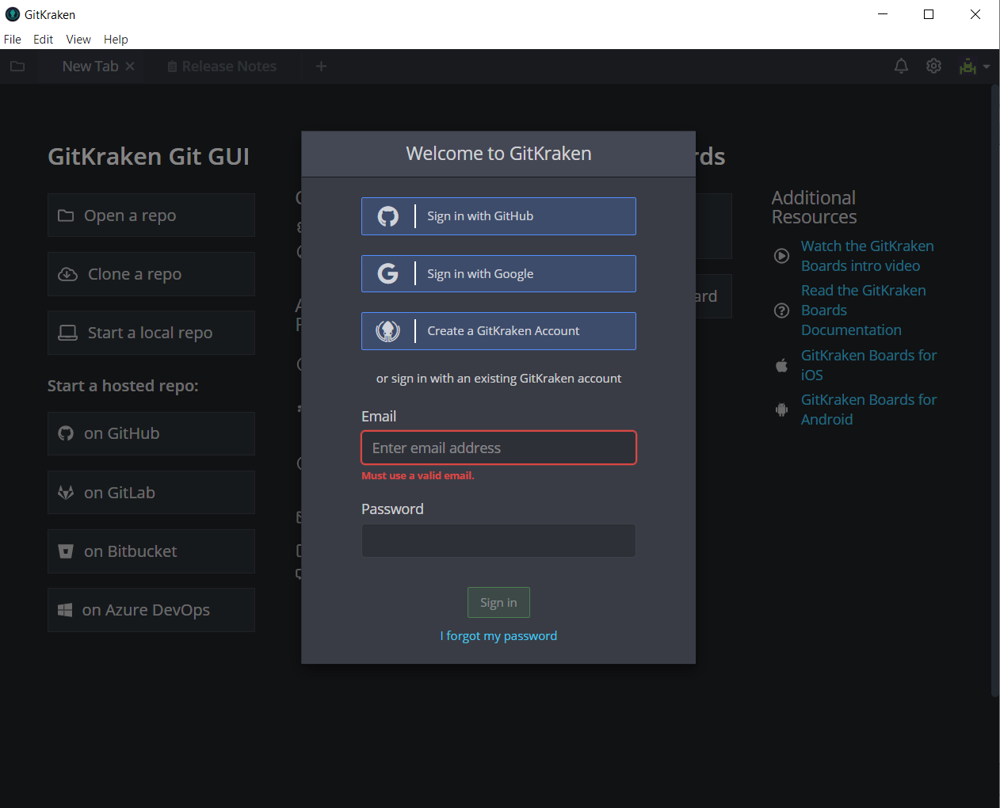 GitKraken
File Edit View Help
New Tab
Release Notes
GitKraken Git GUI
Open a repo
Clone a repo
Start a local repo
Start a hosted repo:
on GitHub
on GitLab
on Bitbucket
on Azure DevOps
Welcome to GitKraken
Sign in with GitHub
Sign in with Google
Create a GitKraken Account
or sign in with an existing GitKraken account
Email
Enter email address
Must use a valid email.
Password
Sign in
I forgot my password
Additional
Resources
Watch the GitKraken
Boards intro video
Read the GitKraken
Boards
Documentation
GitKraken Boards for
iOS
GitKraken Boards for
Android